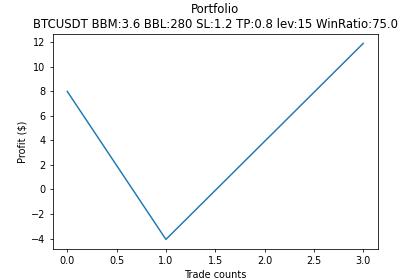 Portfolio
BTCUSDT BBM:3.6 BBL:280 SL:1.2 TP:0.8 lev:15 WinRatio:75.0
12
10
8
6
4
2
0
−2
−4
Profit ($)
0.0 0.5 1.0 1.5 2.0 2.5 3.0
Trade counts